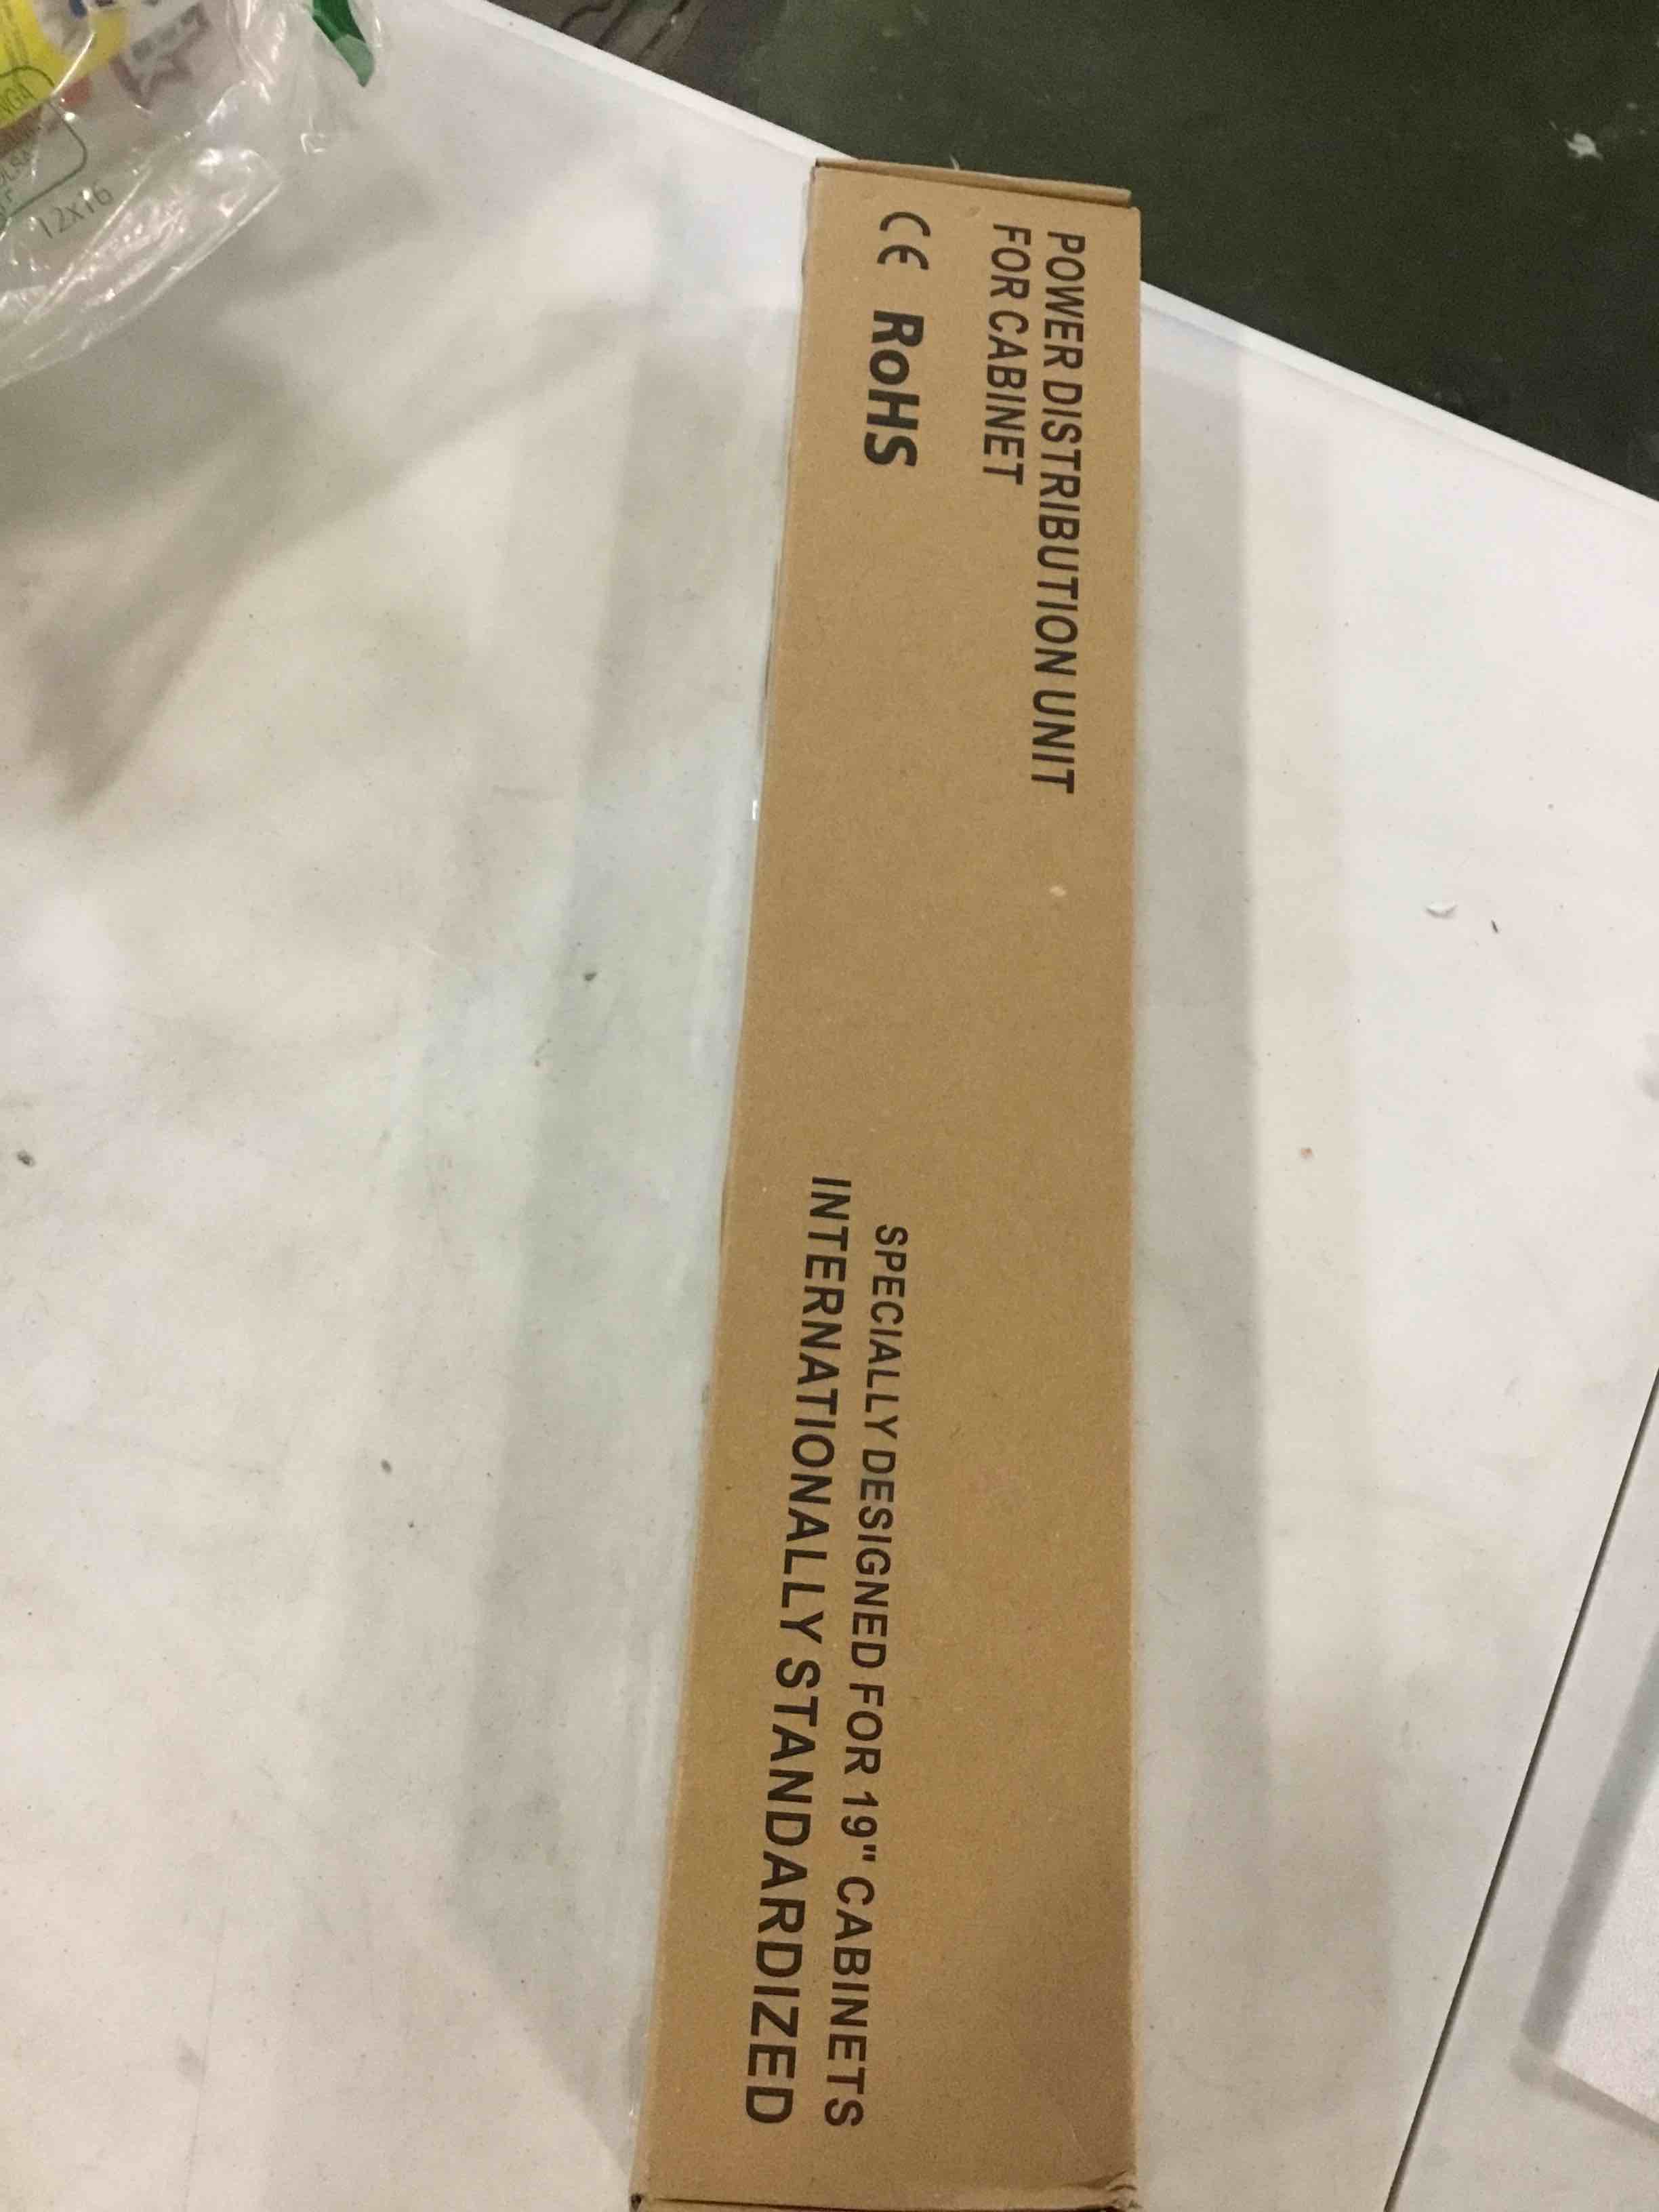 POWER DISTRIBUTION UNIT
FOR CABINET
CE RoHS
SPECIALLY DESIGNED FOR 19" CABINETS
INTERNATIONALLY STANDARDIZED
12x16